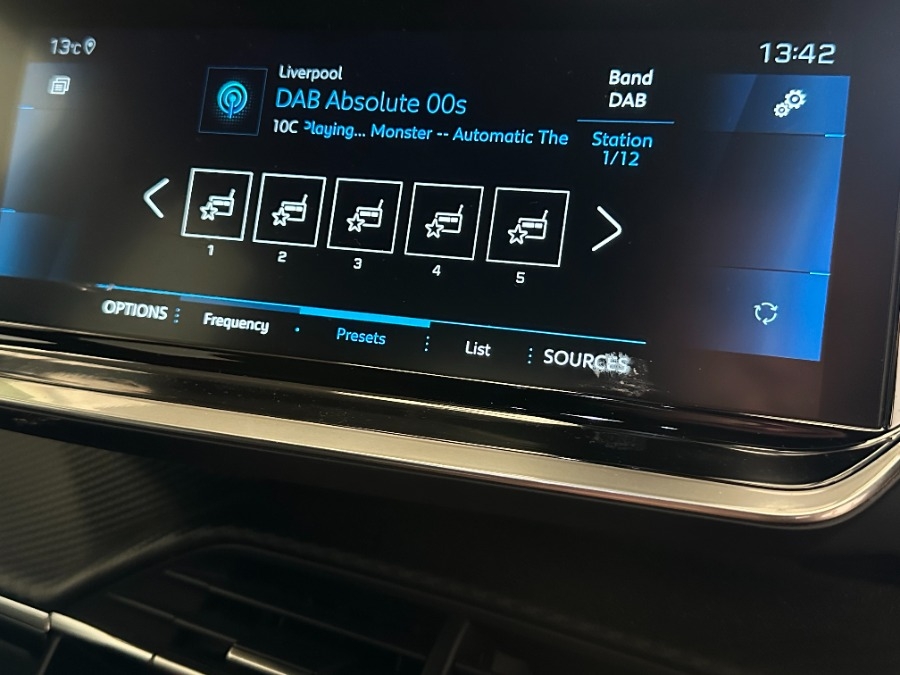 13°C
13:42
Liverpool
DAB Absolute 00s
10C Playing... Monster -- Automatic The
Band
DAB
Station
1/12
1
2
3
4
5
OPTIONS
Frequency
Presets
List
SOURCES